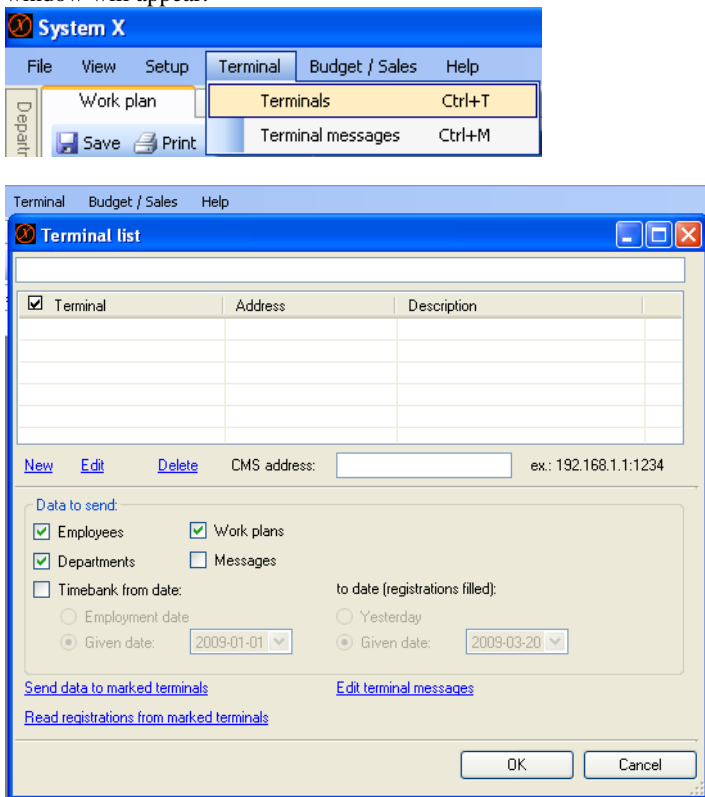 window will appear.
System X
File View Setup Terminal Budget / Sales Help
Work plan
Terminals Ctrl+T
Save Print
Terminal messages Ctrl+M
Terminal Budget / Sales Help
Terminal list
Terminal Address Description
New Edit Delete CMS address: ex.: 192.168.1.1:1234
Data to send:
Employees Work plans
Departments Messages
Timebank from date: to date (registrations filled):
Employment date Yesterday
Given date: 2009-01-01 Given date: 2009-03-20
Send data to marked terminals Edit terminal messages
Read registrations from marked terminals
OK Cancel